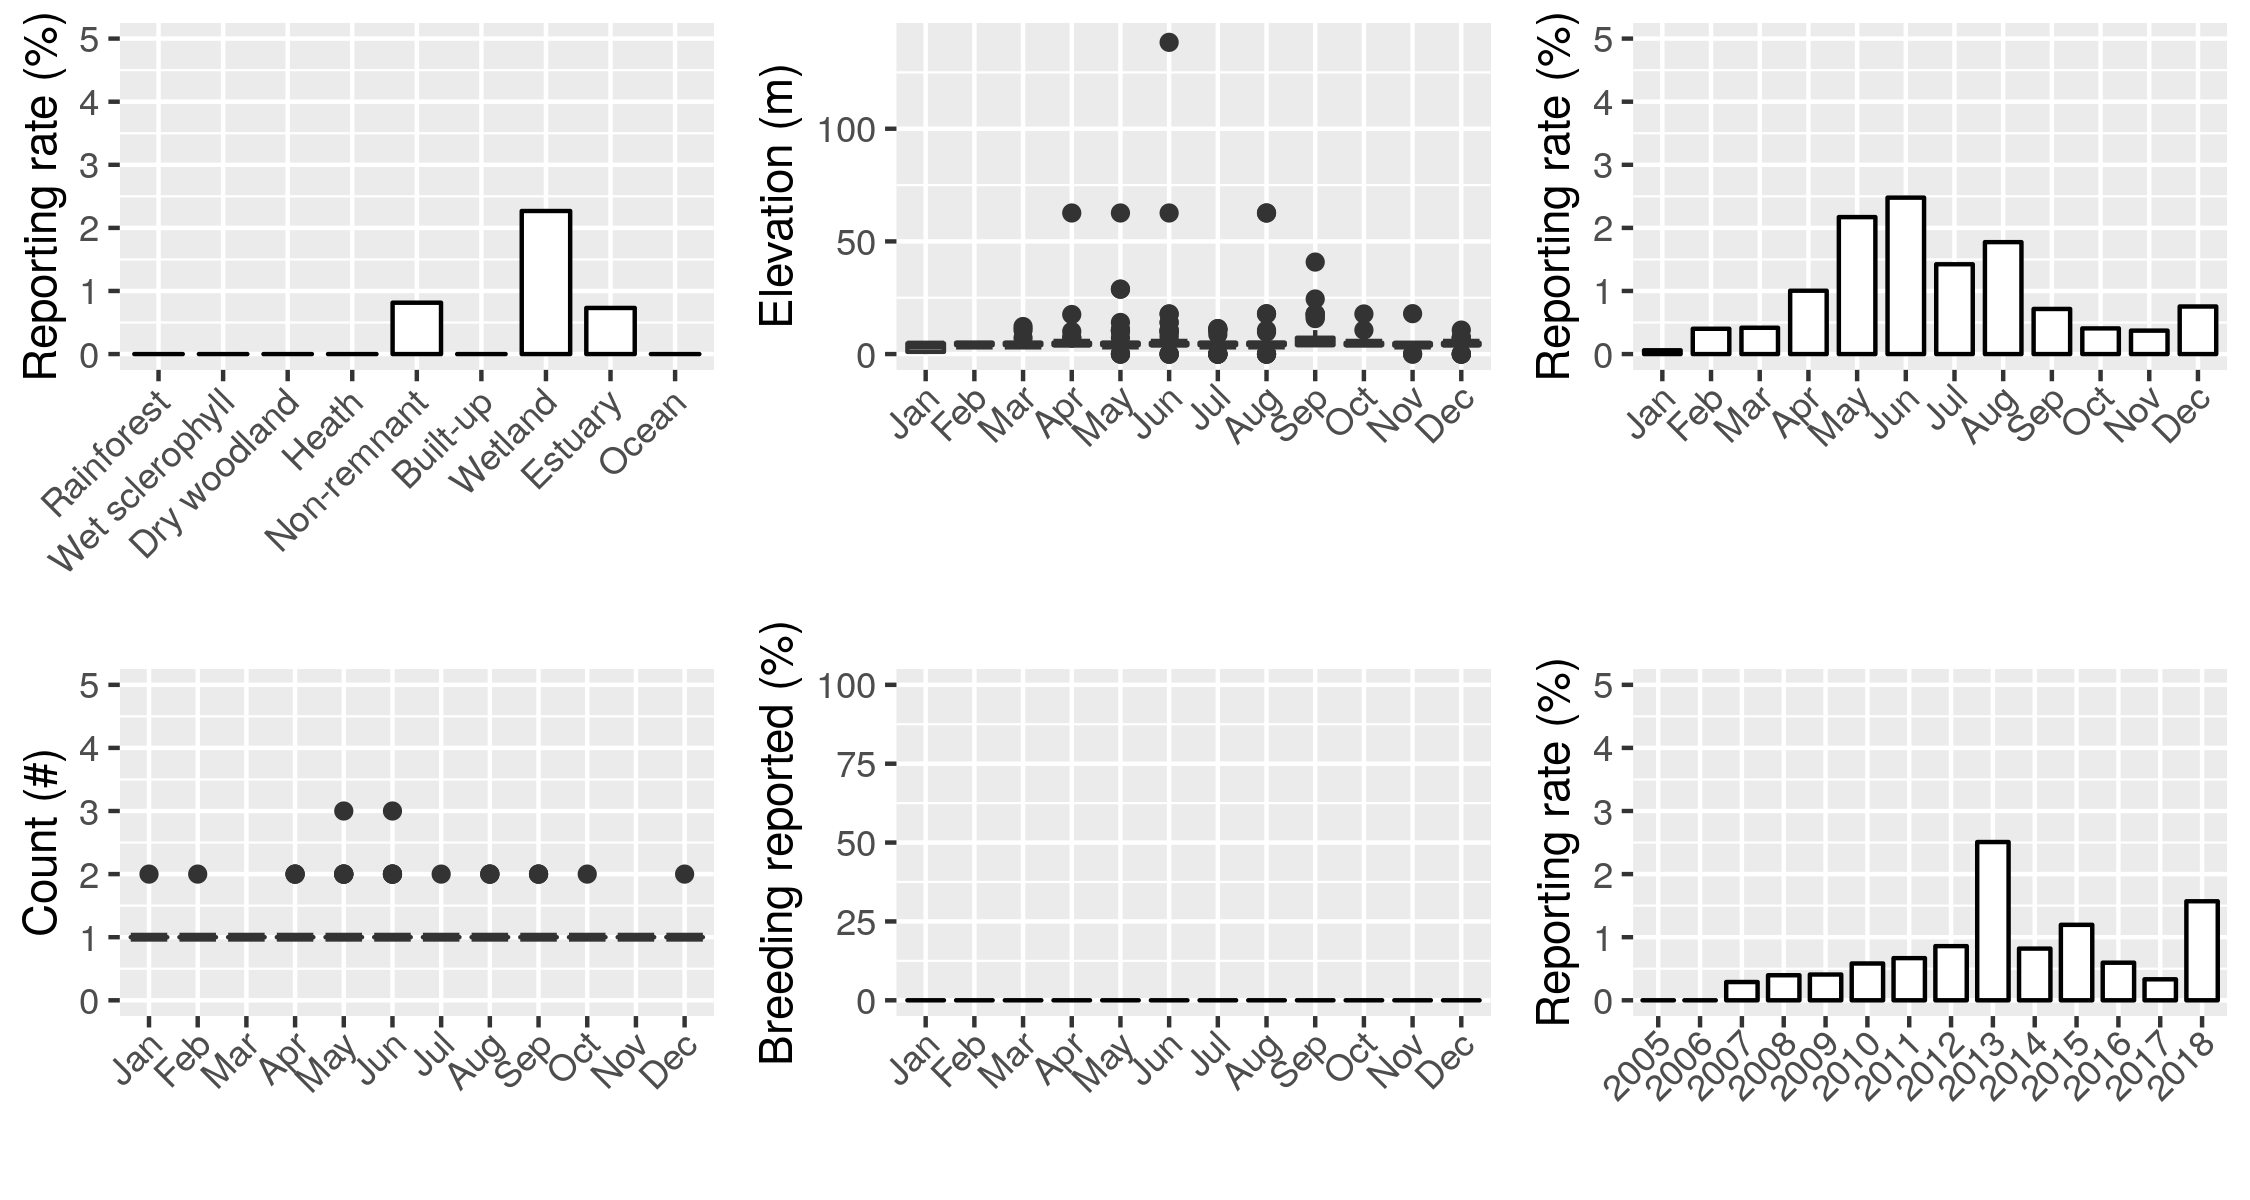 Reporting rate (%)
5
4
3
2
1
0
Rainforest
Wet sclerophyll
Dry woodland
Heath
Non-remnant
Built-up
Wetland
Estuary
Ocean
Elevation (m)
100
50
0
Jan
Feb
Mar
Apr
May
Jun
Jul
Aug
Sep
Oct
Nov
Dec
Reporting rate (%)
5
4
3
2
1
0
Jan
Feb
Mar
Apr
May
Jun
Jul
Aug
Sep
Oct
Nov
Dec
Count (#)
5
4
3
2
1
0
Jan
Feb
Mar
Apr
May
Jun
Jul
Aug
Sep
Oct
Nov
Dec
Breeding reported (%)
100
75
50
25
0
Jan
Feb
Mar
Apr
May
Jun
Jul
Aug
Sep
Oct
Nov
Dec
Reporting rate (%)
5
4
3
2
1
0
2005
2006
2007
2008
2009
2010
2011
2012
2013
2014
2015
2016
2017
2018